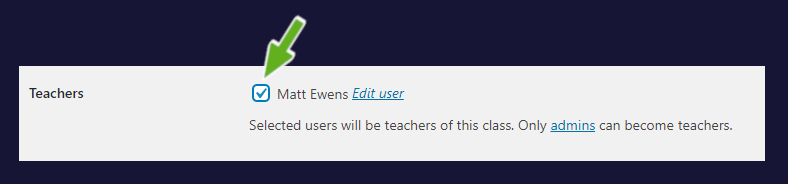 Teachers Matt Ewens Edit user
Selected users will be teachers of this class. Only admins can become teachers.